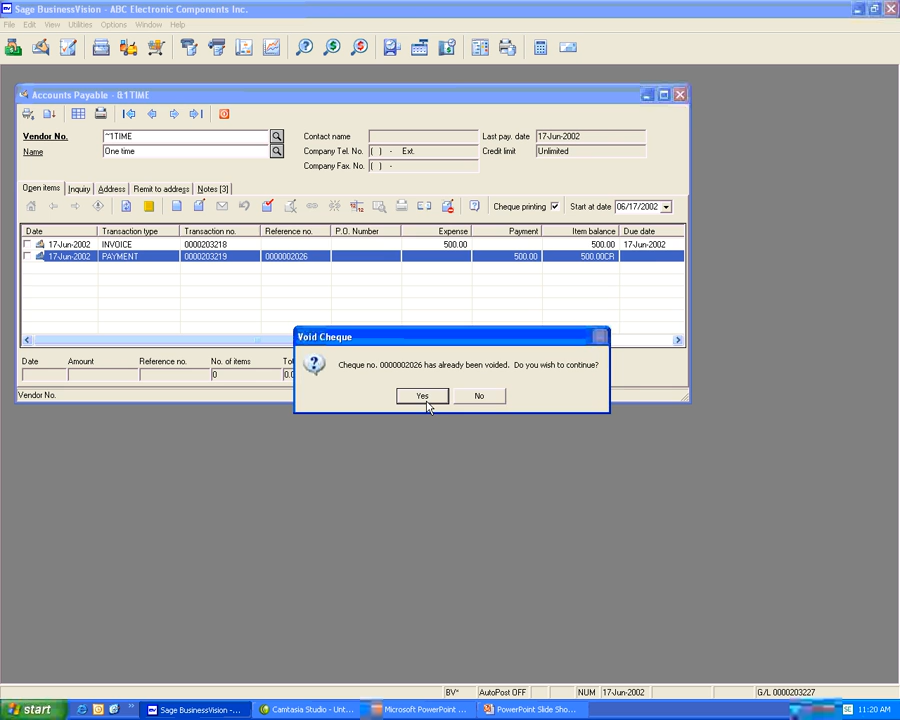 Sage BusinessVision - ABC Electronic Components Inc.
File Edit View Utilities Options Window Help
Accounts Payable - &1TIME
Vendor No. ~1TIME Contact name Last pay. date 17-Jun-2002
Name One time Company Tel. No. ( ) - Ext. Credit limit Unlimited
Company Fax. No. ( ) -
Open items Inquiry Address Remit to address Notes [3]
Cheque printing Start at date 06/17/2002
Date Transaction type Transaction no. Reference no. P.O. Number Expense Payment Item balance Due date
17-Jun-2002 INVOICE 0000203218 500.00 500.00 17-Jun-2002
17-Jun-2002 PAYMENT 0000203219 0000002026 500.00 500.00CR
Void Cheque
Cheque no. 0000002026 has already been voided. Do you wish to continue?
Yes No
Date Amount Reference no. No. of items
0
Vendor No.
BV* AutoPost OFF NUM 17-Jun-2002 G/L 0000203227
start Sage BusinessVision -... Camtasia Studio - Unt... Microsoft PowerPoint ... PowerPoint Slide Sho... 11:20 AM